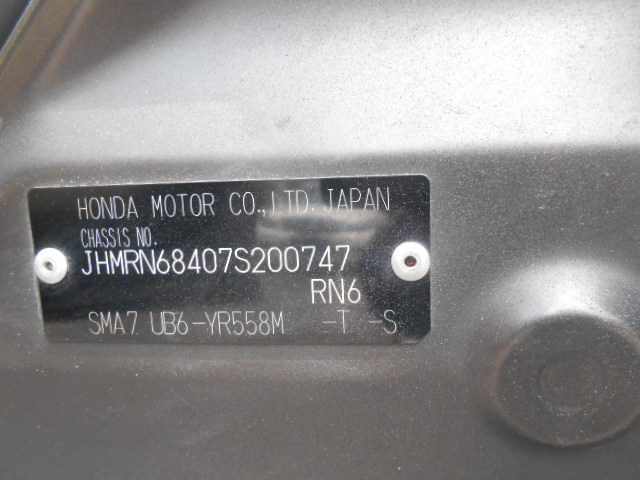 HONDA MOTOR CO.,LTD. JAPAN
CHASSIS NO.
JHMRN68407S200747
RN6
SMA7 UB6-YR558M -T -S